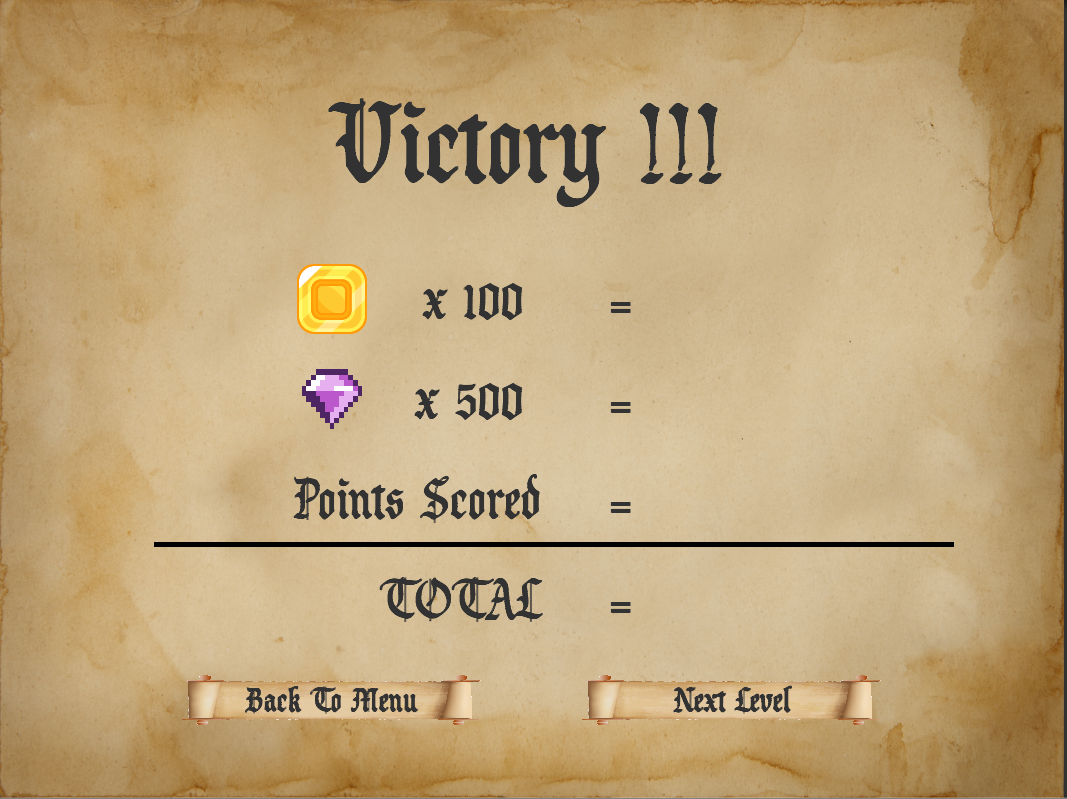 Victory !!!
x 100 =
x 500 =
Points Scored =
TOTAL =
Back To Menu
Next Level